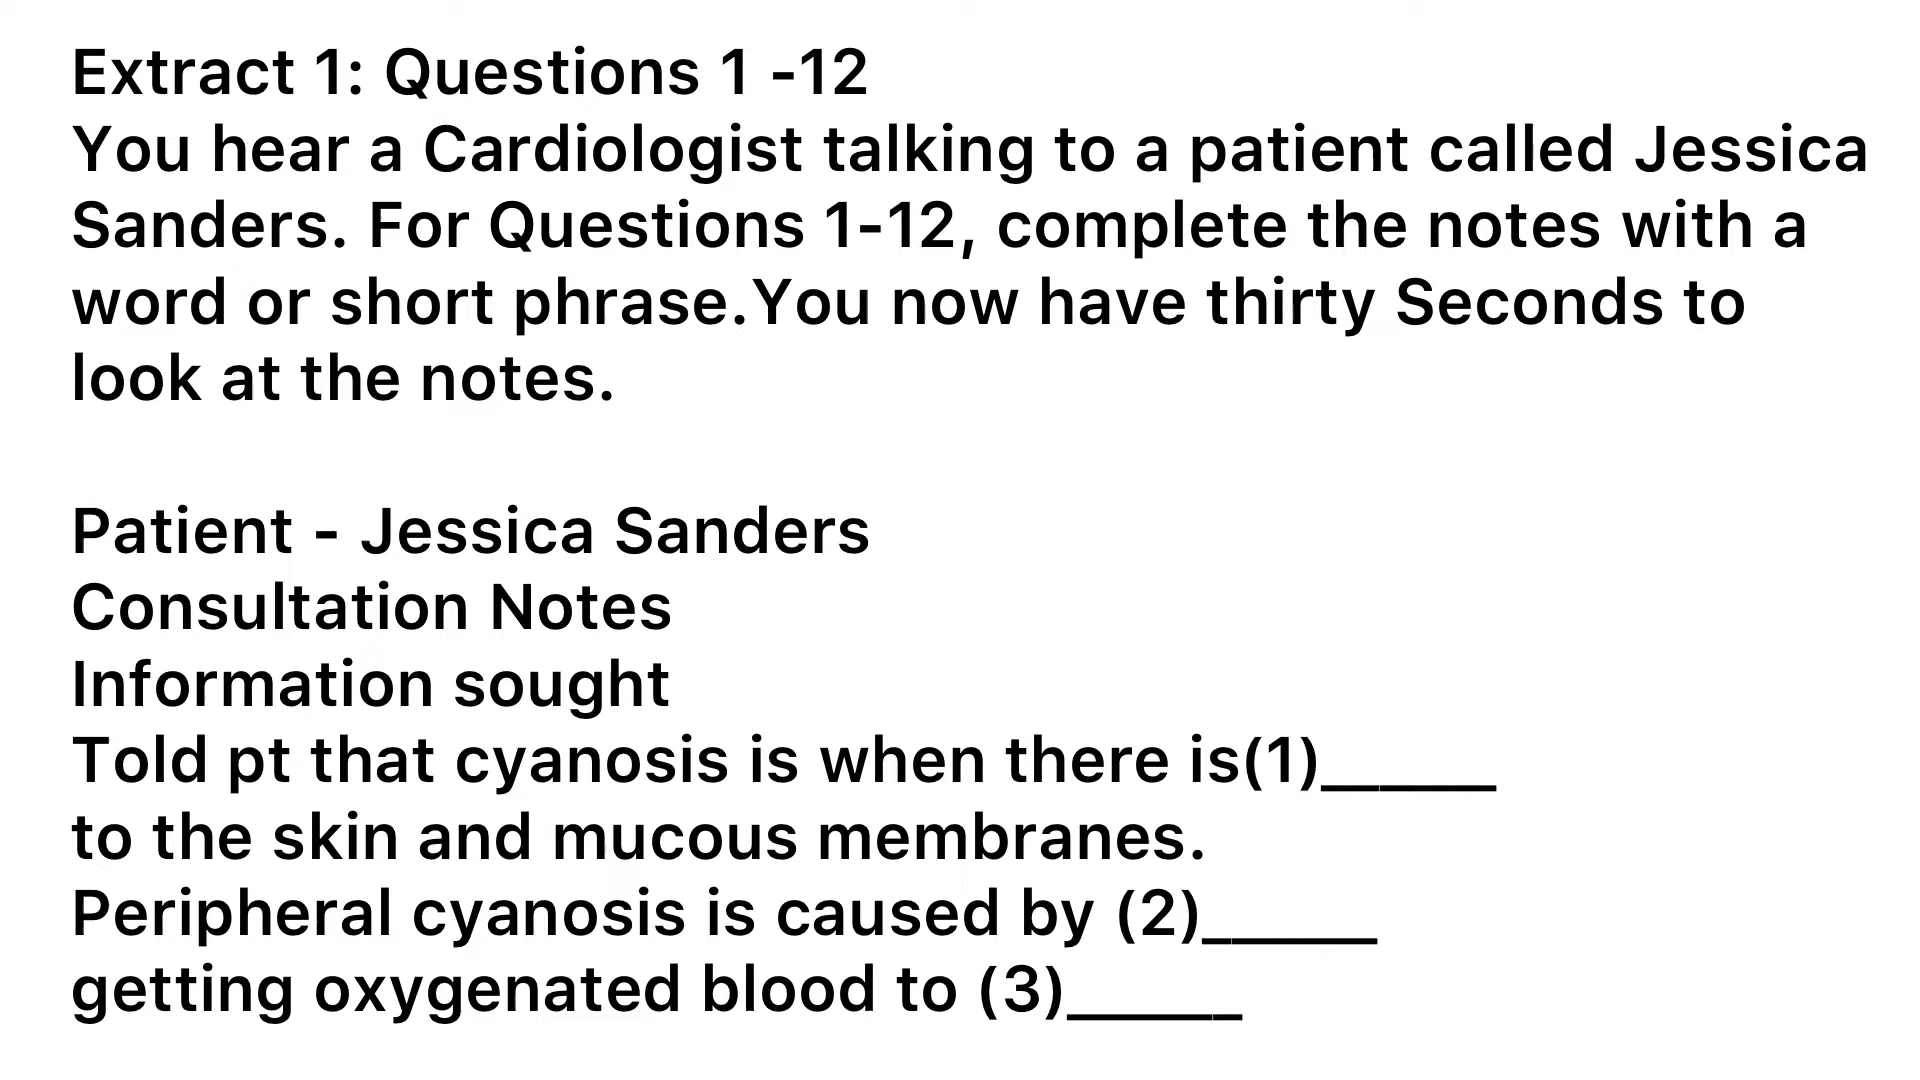 Extract 1: Questions 1 -12
You hear a Cardiologist talking to a patient called Jessica
Sanders. For Questions 1-12, complete the notes with a
word or short phrase.You now have thirty Seconds to
look at the notes.
Patient - Jessica Sanders
Consultation Notes
Information sought
Told pt that cyanosis is when there is(1)______
to the skin and mucous membranes.
Peripheral cyanosis is caused by (2)______
getting oxygenated blood to (3)______